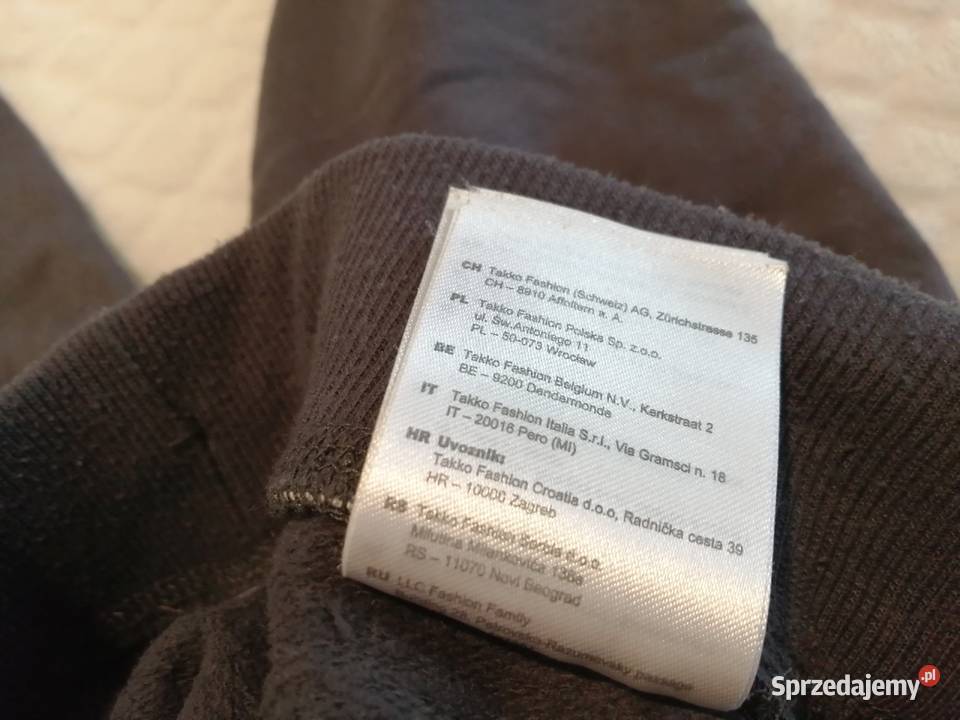 CH Takko Fashion (Schweiz) AG, Zürichstrasse 135
CH – 8910 Affoltern a. A.
PL Takko Fashion Polska Sp. z.o.o.
ul. Św.Antoniego 11
PL – 50-073 Wrocław
BE Takko Fashion Belgium N.V., Kerkstraat 2
BE – 9200 Dendermonde
IT Takko Fashion Italia S.r.l., Via Gramsci n. 18
IT – 20016 Pero (MI)
HR Uvoznik:
Takko Fashion Croatia d.o.o, Radnička cesta 39
HR – 10000 Zagreb
RS Takko Fashion Serbia d.o.o.
Milutina Milankovića 136a
RS – 11070 Novi Beograd
RU LLC Fashion Family
Petrovsko-Razumovsky passage
Sprzedajemy.pl